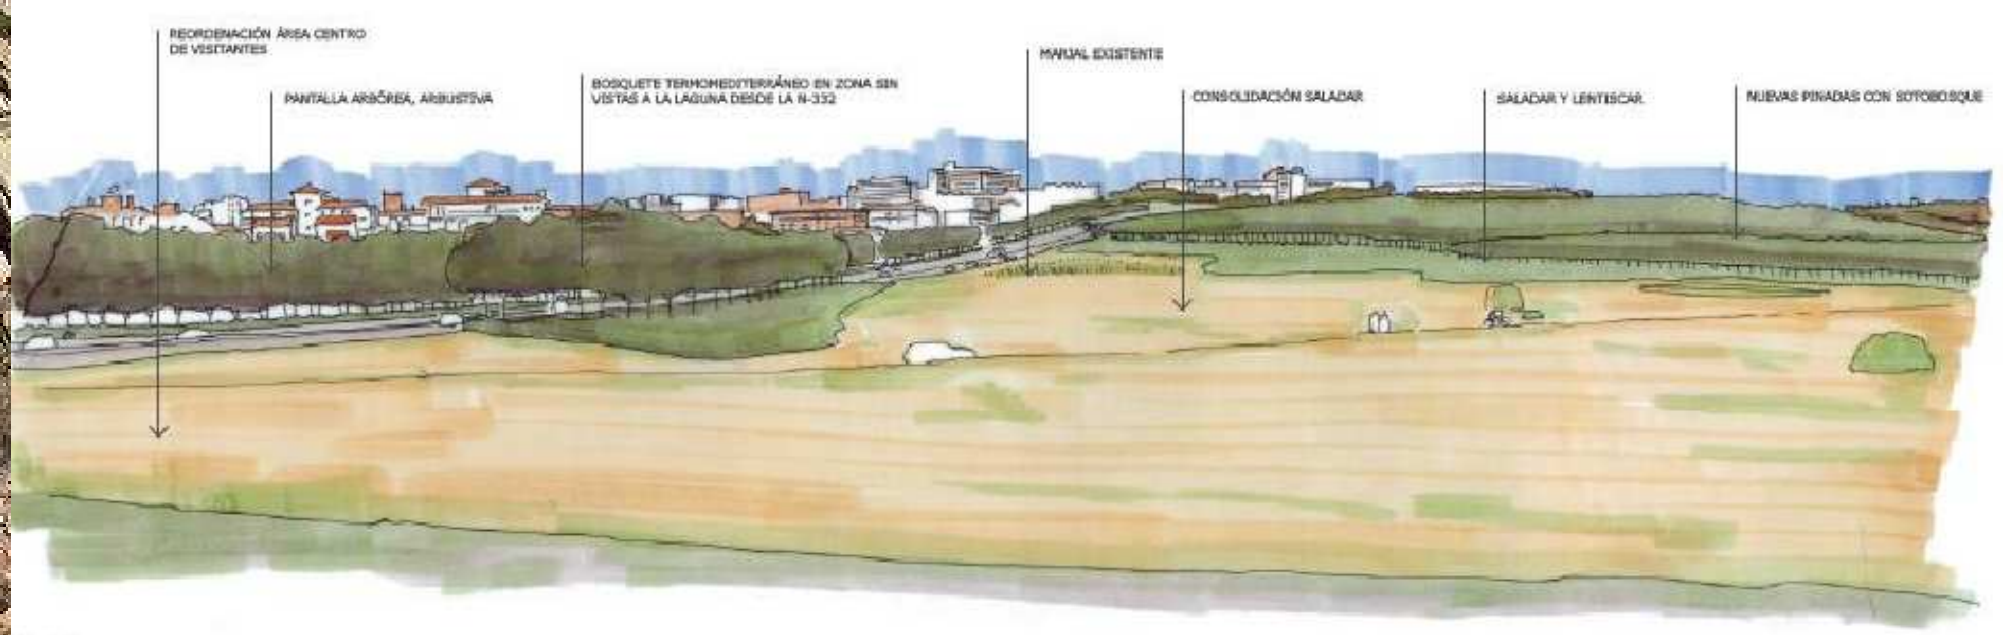 REORDENACIÓN ÁREA CENTRO
DE VISITANTES
PANTALLA ARBÓREA, ARBUSTIVA
BOSQUETE TERMOMEDITERRÁNEO EN ZONA SIN
VISTAS A LA LAGUNA DESDE LA N-332
MARJAL EXISTENTE
CONSOLIDACIÓN SALADAR
SALADAR Y LENTISCAR
NUEVAS PINADAS CON SOTOBOSQUE